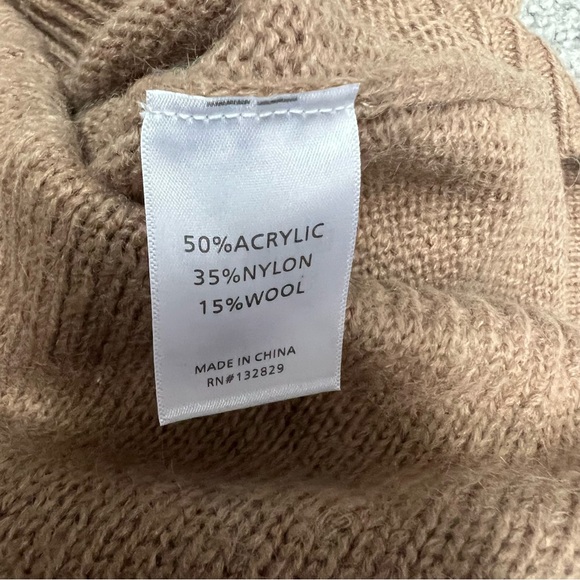 50%ACRYLIC
35%NYLON
15%WOOL
MADE IN CHINA
RN#132829